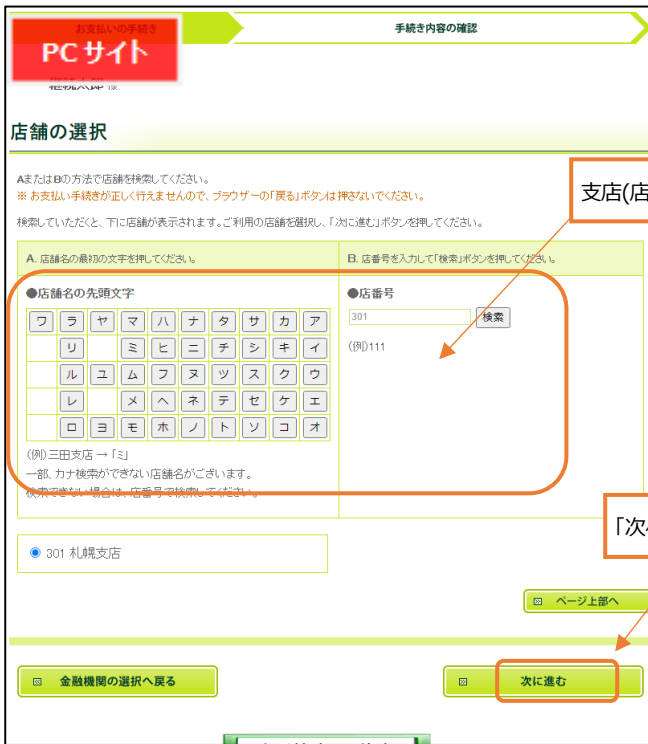 お支払いの手続き
手続き内容の確認
PCサイト
継続太郎 様
店舗の選択
AまたはBの方法で店舗を検索してください。
※ お支払い手続きが正しく行えませんので、ブラウザーの「戻る」ボタンは押さないでください。
検索していただくと、下に店舗が表示されます。ご利用の店舗を選択し、「次に進む」ボタンを押してください。
支店(店
A. 店舗名の最初の文字を押してください。
B. 店番号を入力して「検索」ボタンを押してください。
●店舗名の先頭文字
ワ ラ ヤ マ ハ ナ タ サ カ ア
リ ミ ヒ ニ チ シ キ イ
ル ユ ム フ ヌ ツ ス ク ウ
レ メ ヘ ネ テ セ ケ エ
ロ ヨ モ ホ ノ ト ソ コ オ
(例)三田支店 → 「ミ」
一部、カナ検索ができない店舗名がございます。
検索できない場合は、店番号で検索してください。
●店番号
301 検索
(例)111
「次
301 札幌支店
ページ上部へ
金融機関の選択へ戻る
次に進む